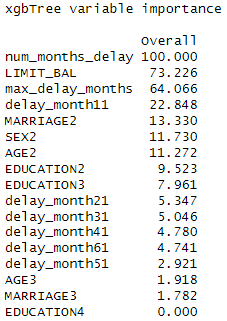 xgbTree variable importance
Overall
num_months_delay 100.000
LIMIT_BAL 73.226
max_delay_months 64.066
delay_month11 22.848
MARRIAGE2 13.330
SEX2 11.730
AGE2 11.272
EDUCATION2 9.523
EDUCATION3 7.961
delay_month21 5.347
delay_month31 5.046
delay_month41 4.780
delay_month61 4.741
delay_month51 2.921
AGE3 1.918
MARRIAGE3 1.782
EDUCATION4 0.000